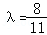 λ = 8/11